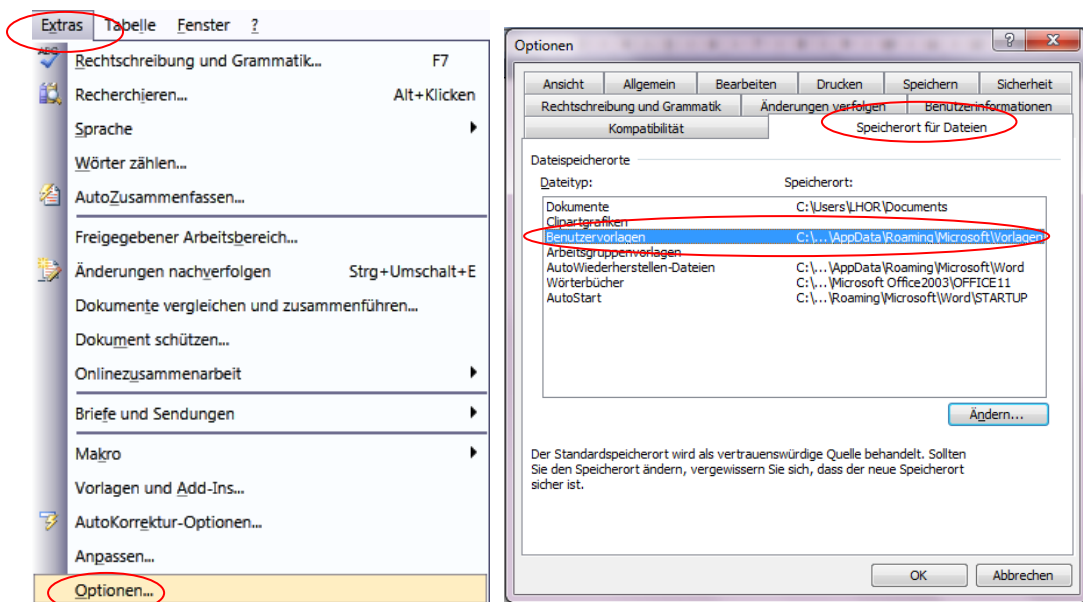 Extras Tabelle Fenster ?
Rechtschreibung und Grammatik... F7
Recherchieren... Alt+Klicken
Sprache
Wörter zählen...
AutoZusammenfassen...
Freigegebener Arbeitsbereich...
Änderungen nachverfolgen Strg+Umschalt+E
Dokumente vergleichen und zusammenführen...
Dokument schützen...
Onlinezusammenarbeit
Briefe und Sendungen
Makro
Vorlagen und Add-Ins...
AutoKorrektur-Optionen...
Anpassen...
Optionen...
Optionen
Ansicht Allgemein Bearbeiten Drucken Speichern Sicherheit
Rechtschreibung und Grammatik Änderungen verfolgen Benutzerinformationen
Kompatibilität Speicherort für Dateien
Dateispeicherorte
Dateityp: Speicherort:
Dokumente C:\Users\LHOR\Documents
Clipartgrafiken
Benutzervorlagen C:\...\AppData\Roaming\Microsoft\Vorlagen
Arbeitsgruppenvorlagen
AutoWiederherstellen-Dateien C:\...\AppData\Roaming\Microsoft\Word
Wörterbücher C:\...\Microsoft Office2003\OFFICE11
AutoStart C:\...\Roaming\Microsoft\Word\STARTUP
Ändern...
Der Standardspeicherort wird als vertrauenswürdige Quelle behandelt. Sollten
Sie den Speicherort ändern, vergewissern Sie sich, dass der neue Speicherort
sicher ist.
OK Abbrechen